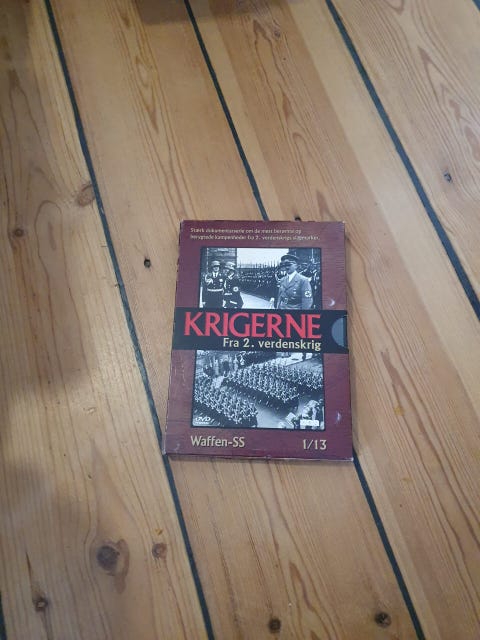 Stærk dokumentarserie om de mest berømte og
berygtede kampenheder fra 2. verdenskrigs slagmarker.
KRIGERNE
Fra 2. verdenskrig
DVD
Waffen-SS 1/13